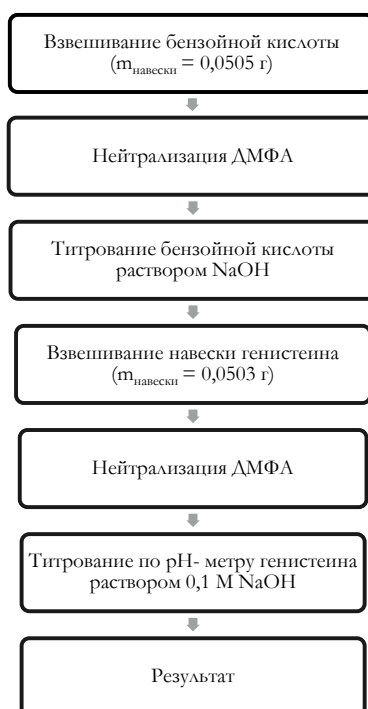 Взвешивание бензойной кислоты
(mнавески = 0,0505 г)
Нейтрализация ДМФА
Титрование бензойной кислоты
раствором NaOH
Взвешивание навески генистеина
(mнавески = 0,0503 г)
Нейтрализация ДМФА
Титрование по pH- метру генистеина
раствором 0,1 М NaOH
Результат